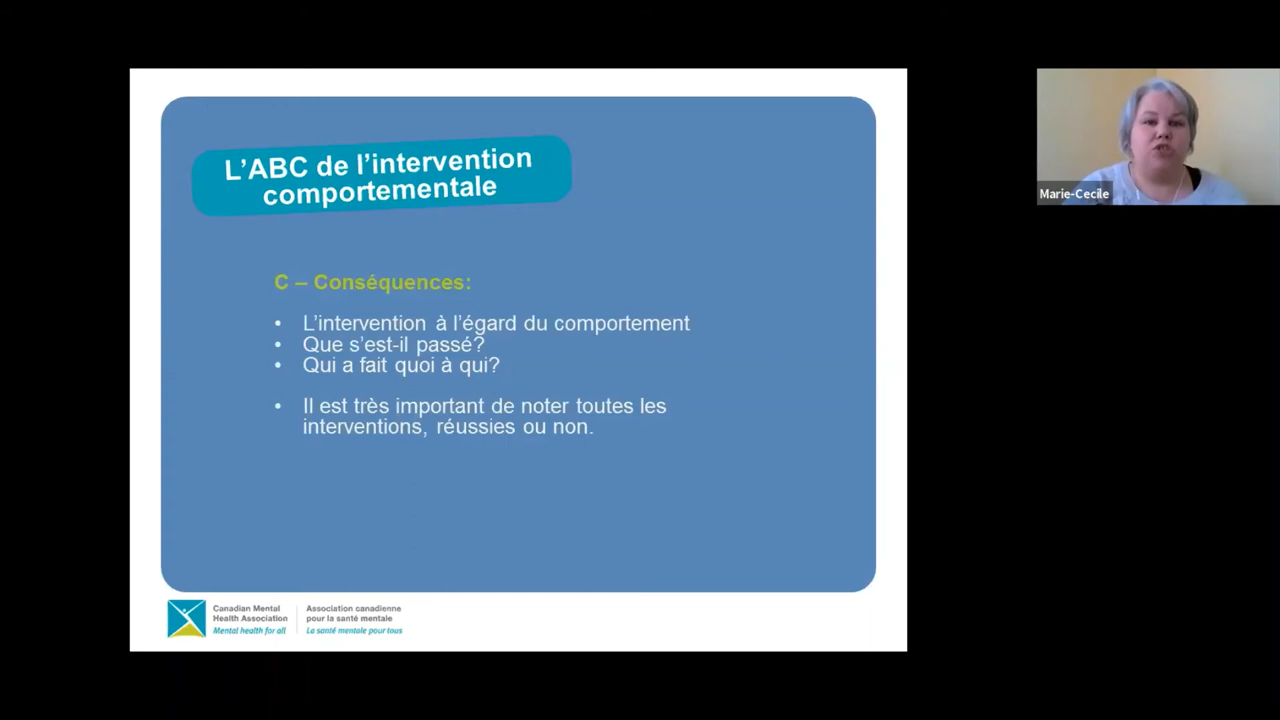 L’ABC de l’intervention
comportementale
C – Conséquences:
• L’intervention à l’égard du comportement
• Que s’est-il passé?
• Qui a fait quoi à qui?
• Il est très important de noter toutes les
interventions, réussies ou non.
Canadian Mental
Health Association
Mental health for all
Association canadienne
pour la santé mentale
La santé mentale pour tous
Marie-Cecile